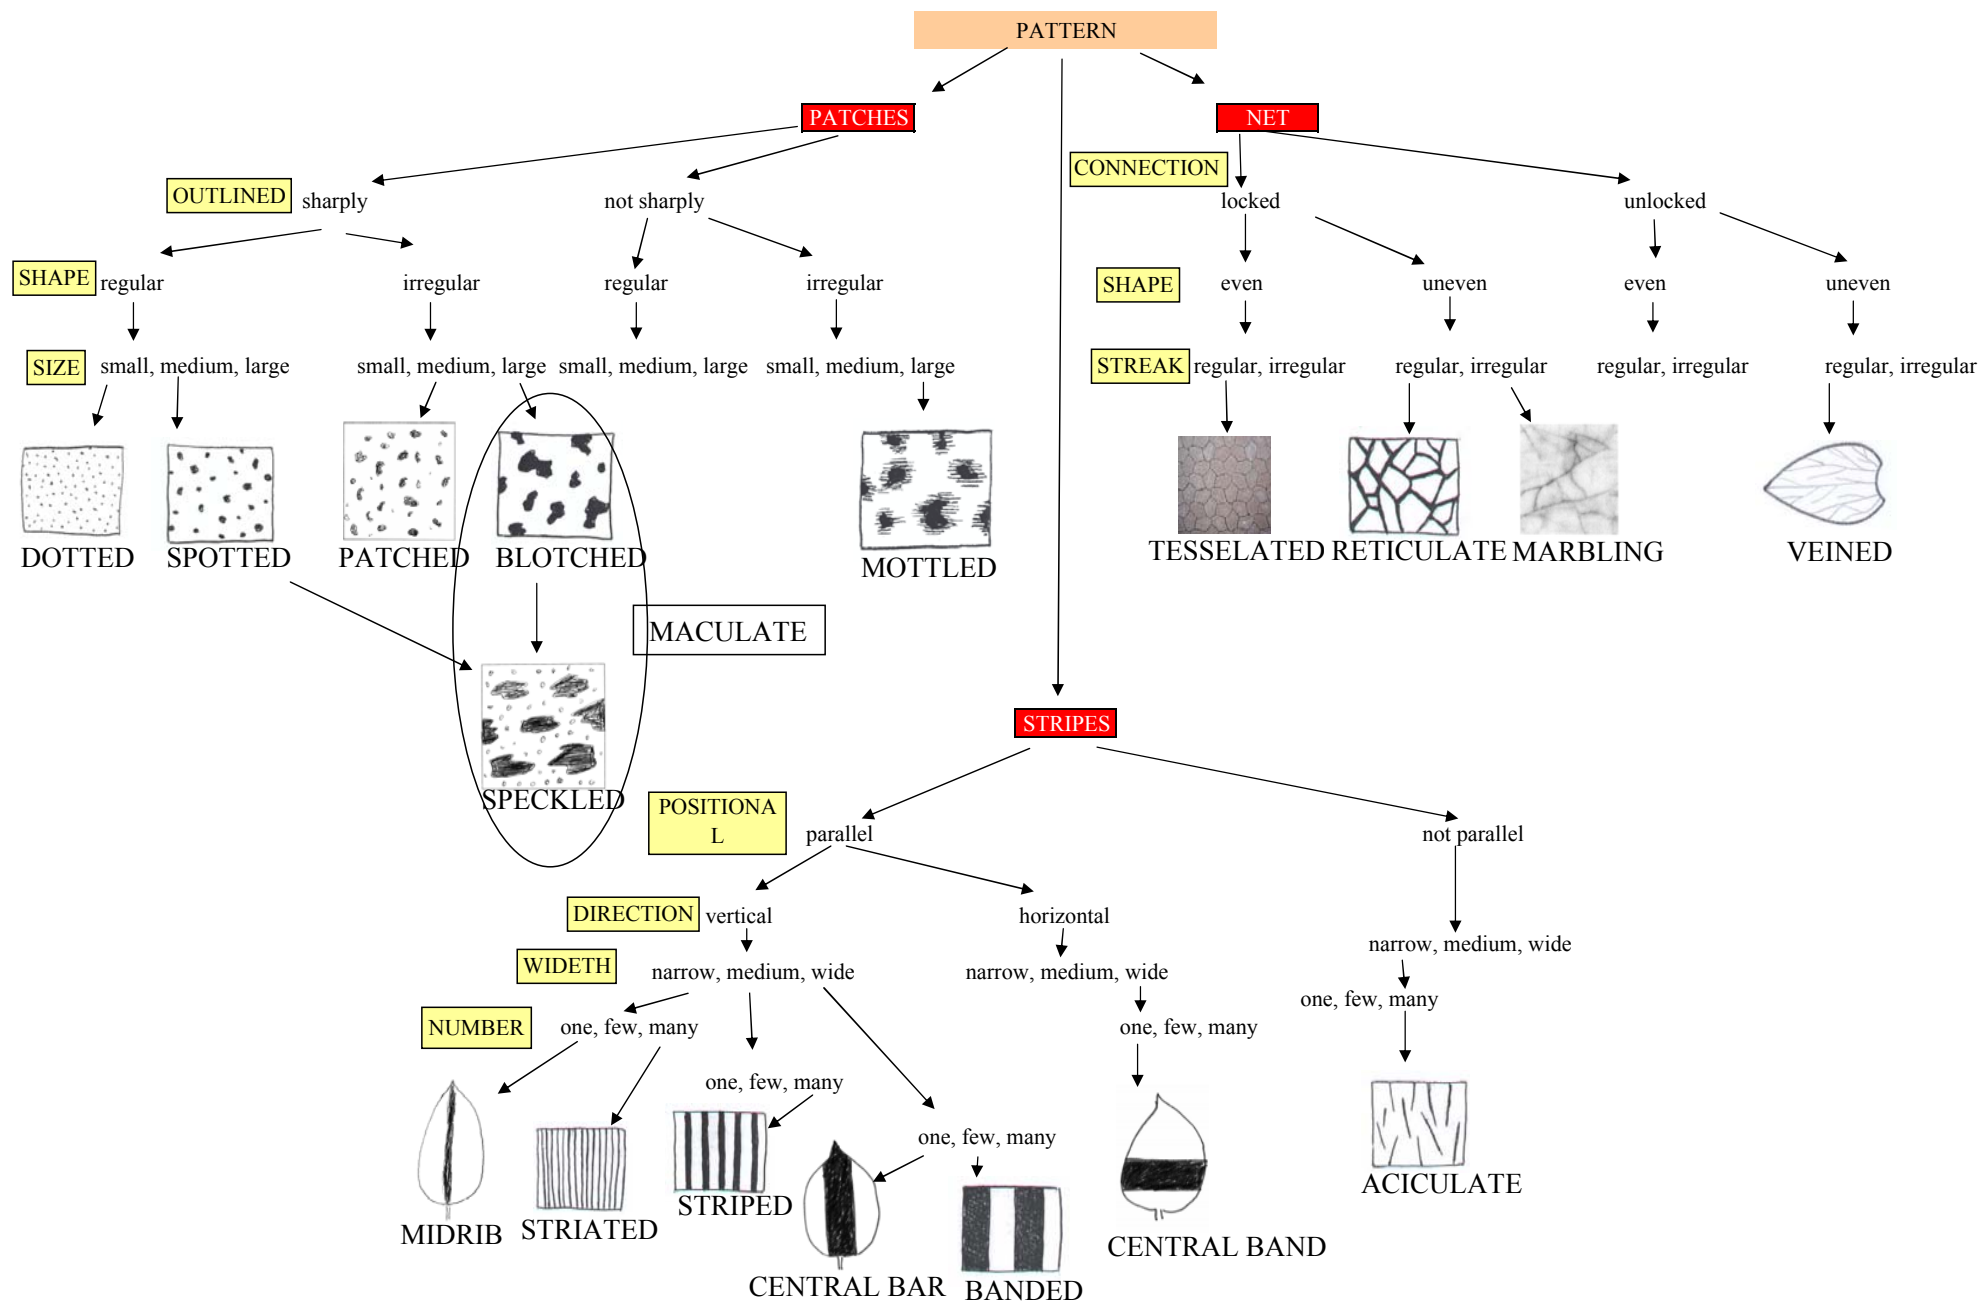 PATTERN
PATCHES
NET
OUTLINED
sharply
not sharply
CONNECTION
locked
unlocked
SHAPE
regular
irregular
regular
irregular
SHAPE
even
uneven
even
uneven
SIZE
small, medium, large
small, medium, large
small, medium, large
small, medium, large
STREAK
regular, irregular
regular, irregular
regular, irregular
regular, irregular
DOTTED
SPOTTED
PATCHED
BLOTCHED
MOTTLED
TESSELATED
RETICULATE
MARBLING
VEINED
MACULATE
SPECKLED
STRIPES
POSITIONA
L
parallel
not parallel
DIRECTION
vertical
horizontal
WIDETH
narrow, medium, wide
narrow, medium, wide
narrow, medium, wide
NUMBER
one, few, many
one, few, many
one, few, many
one, few, many
one, few, many
MIDRIB
STRIATED
STRIPED
CENTRAL BAR
BANDED
CENTRAL BAND
ACICULATE